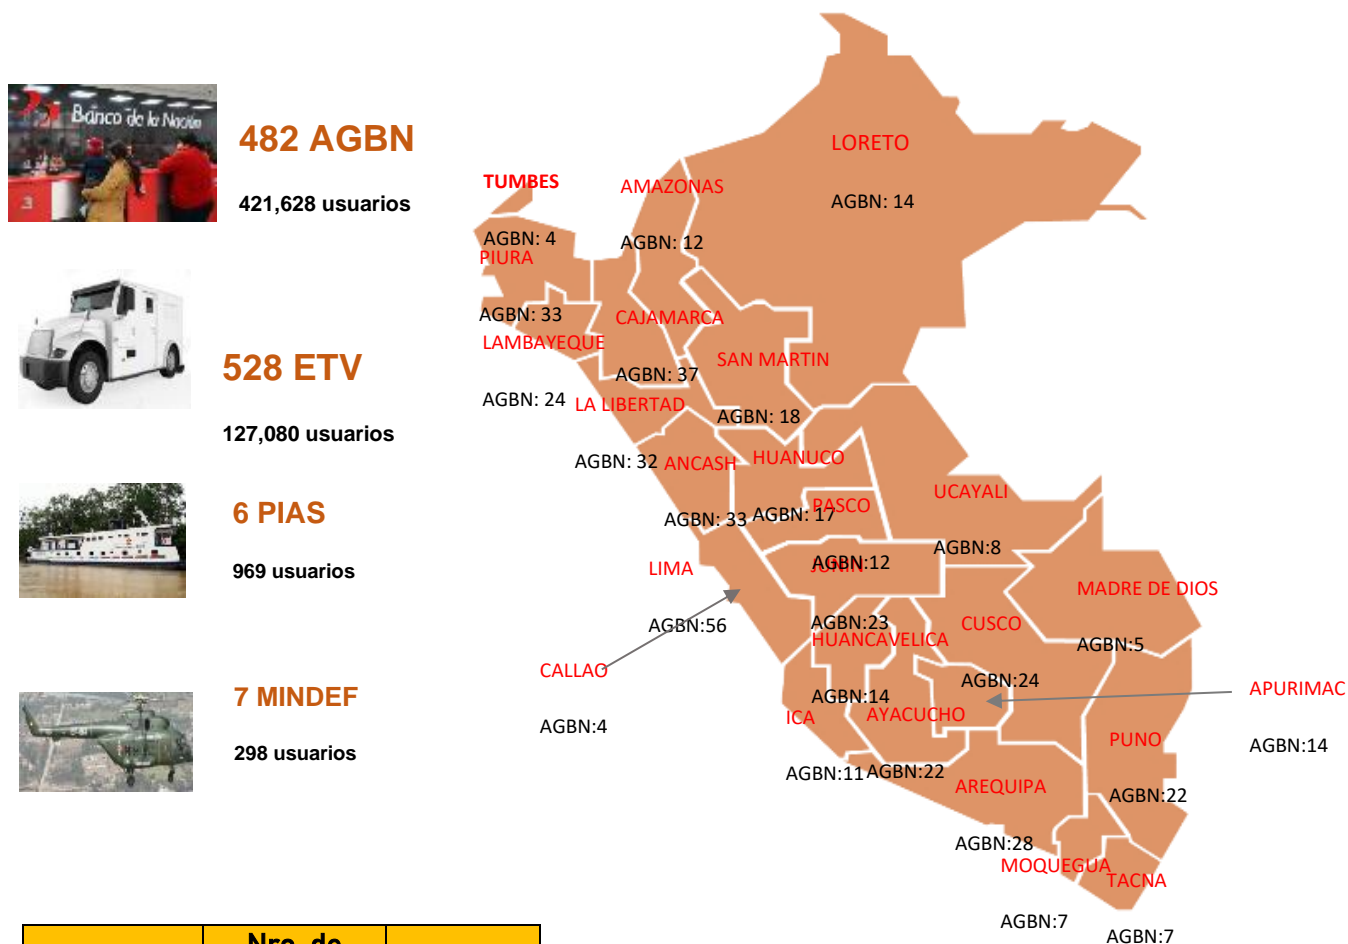 Banco de la Nación
3
482 AGBN
421,628 usuarios
528 ETV
127,080 usuarios
6 PIAS
969 usuarios
7 MINDEF
298 usuarios
LORETO
AGBN: 14
TUMBES
AGBN: 4
AMAZONAS
AGBN: 12
PIURA
AGBN: 33
CAJAMARCA
AGBN: 37
LAMBAYEQUE
AGBN: 24
SAN MARTIN
AGBN: 18
LA LIBERTAD
AGBN: 32
ANCASH
AGBN: 33
HUANUCO
AGBN: 17
PASCO
AGBN:12
UCAYALI
AGBN:8
JUNIN
AGBN:23
LIMA
AGBN:56
MADRE DE DIOS
AGBN:5
CUSCO
AGBN:24
HUANCAVELICA
AGBN:14
CALLAO
AGBN:4
APURIMAC
AGBN:14
ICA
AGBN:11
AYACUCHO
AGBN:22
PUNO
AGBN:22
AREQUIPA
AGBN:28
MOQUEGUA
AGBN:7
TACNA
AGBN:7
Nro. de